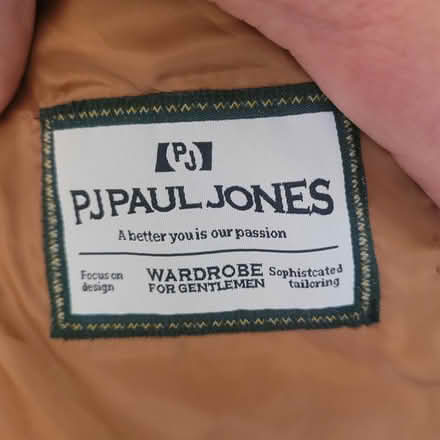 PJ
PJ PAUL JONES
A better you is our passion
Focus on
design
WARDROBE
FOR GENTLEMEN
Sophistcated
tailoring